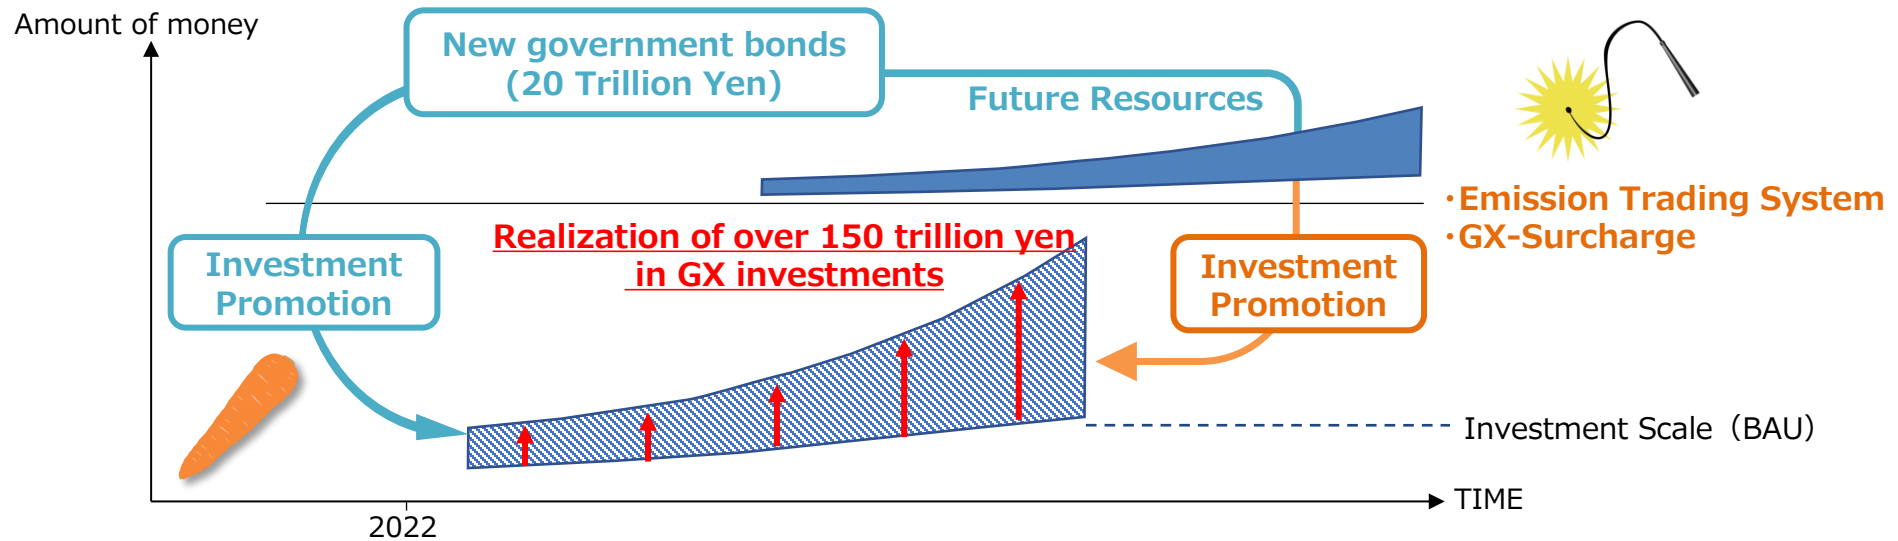 Amount of money
New government bonds
(20 Trillion Yen)
Future Resources
・Emission Trading System
・GX-Surcharge
Realization of over 150 trillion yen
in GX investments
Investment
Promotion
Investment
Promotion
Investment Scale（BAU）
TIME
2022